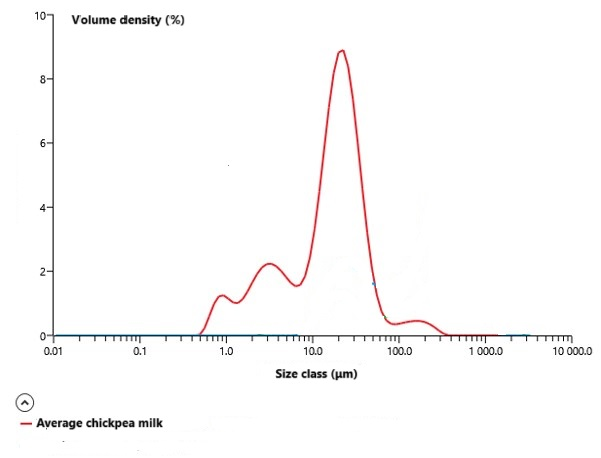 Volume density (%)
10
8
6
4
2
0
0.01 0.1 1.0 10.0 100.0 1 000.0 10 000.0
Size class (μm)
Average chickpea milk